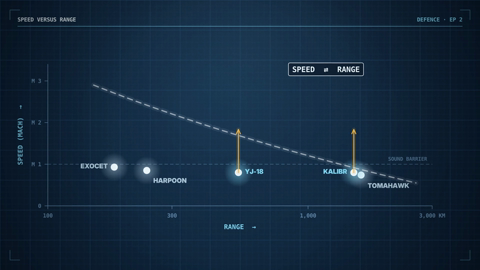 SPEED VERSUS RANGE
DEFENCE · EP 2
SPEED ⇄ RANGE
SPEED (MACH) →
M 3
M 2
M 1
0
SOUND BARRIER
EXOCET
HARPOON
YJ-18
KALIBR
TOMAHAWK
100
300
1,000
3,000 KM
RANGE →